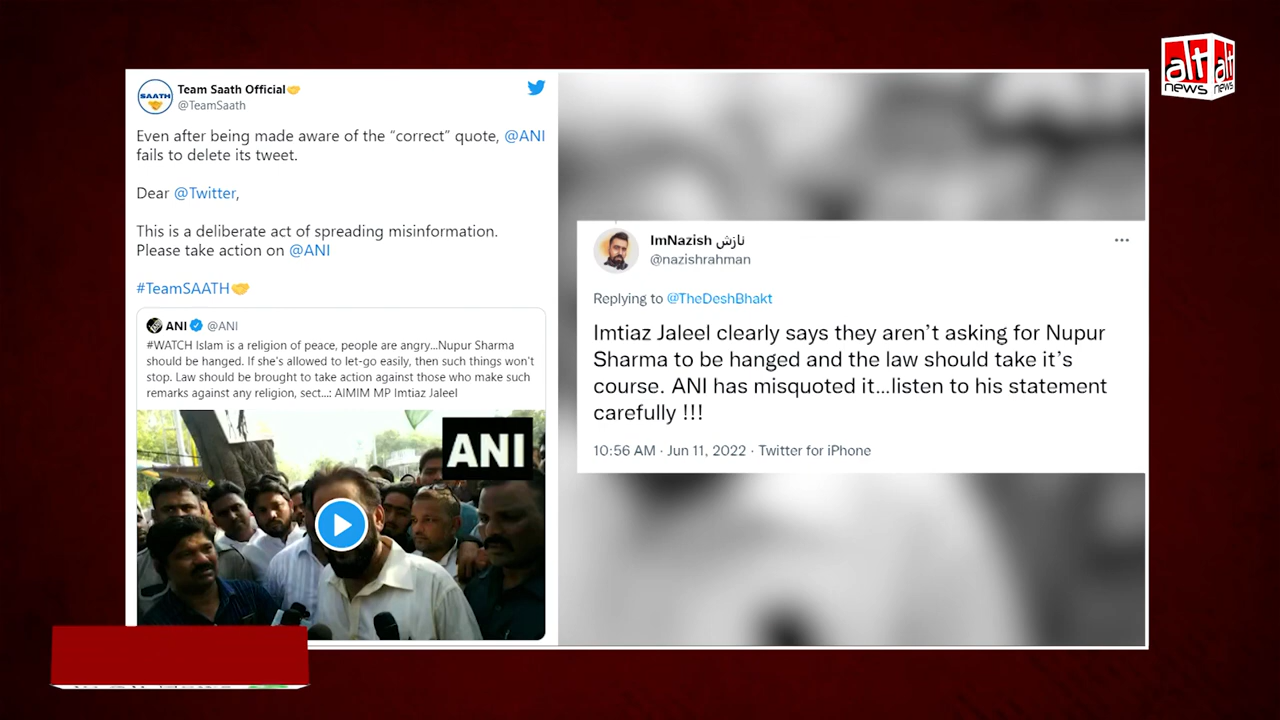 alt
news
alt
news
Team Saath Official🤝
@TeamSaath
SAATH
Even after being made aware of the “correct” quote, @ANI
fails to delete its tweet.
Dear @Twitter,
This is a deliberate act of spreading misinformation.
Please take action on @ANI
#TeamSAATH🤝
ANI @ANI
#WATCH Islam is a religion of peace, people are angry...Nupur Sharma
should be hanged. If she's allowed to let-go easily, then such things won't
stop. Law should be brought to take action against those who make such
remarks against any religion, sect...: AIMIM MP Imtiaz Jaleel
ANI
ImNazish نازش
@nazishrahman
Replying to @TheDeshBhakt
Imtiaz Jaleel clearly says they aren’t asking for Nupur
Sharma to be hanged and the law should take it’s
course. ANI has misquoted it...listen to his statement
carefully !!!
10:56 AM · Jun 11, 2022 · Twitter for iPhone